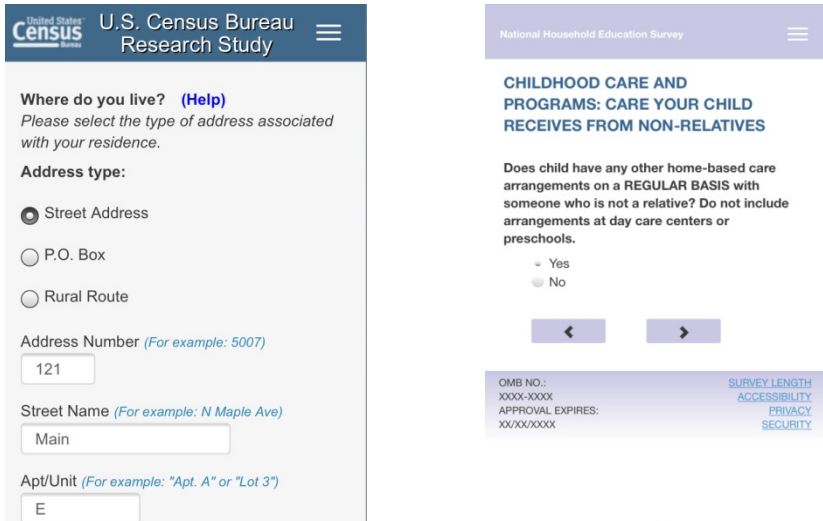 United States
Census
Bureau
U.S. Census Bureau
Research Study
Where do you live? (Help)
Please select the type of address associated
with your residence.
Address type:
Street Address
P.O. Box
Rural Route
Address Number (For example: 5007)
121
Street Name (For example: N Maple Ave)
Main
Apt/Unit (For example: "Apt. A" or "Lot 3")
E
National Household Education Survey
CHILDHOOD CARE AND
PROGRAMS: CARE YOUR CHILD
RECEIVES FROM NON-RELATIVES
Does child have any other home-based care
arrangements on a REGULAR BASIS with
someone who is not a relative? Do not include
arrangements at day care centers or
preschools.
Yes
No
OMB NO.:
XXXX-XXXX
APPROVAL EXPIRES:
XX/XX/XXXX
SURVEY LENGTH
ACCESSIBILITY
PRIVACY
SECURITY